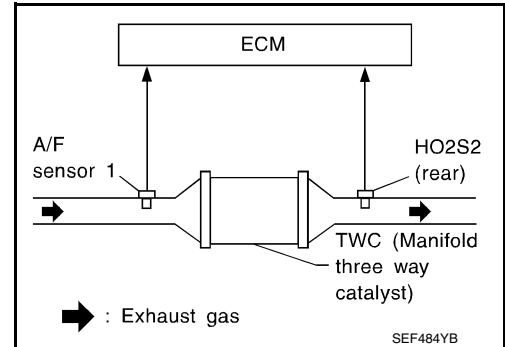 ECM
A/F
sensor 1
HO2S2
(rear)
TWC (Manifold
three way
catalyst)
: Exhaust gas
SEF484YB